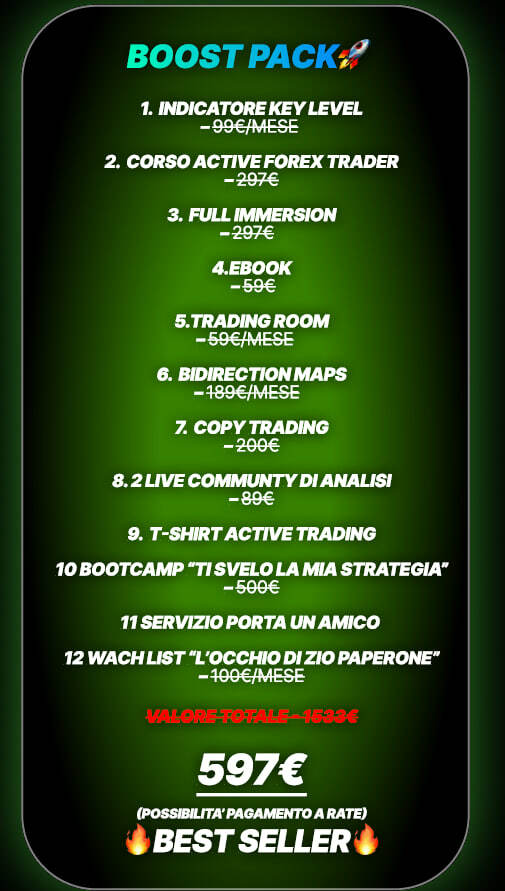 BOOST PACK🚀
1. INDICATORE KEY LEVEL
– 99€/MESE
2. CORSO ACTIVE FOREX TRADER
– 297€
3. FULL IMMERSION
– 297€
4.EBOOK
– 59€
5.TRADING ROOM
– 59€/MESE
6. BIDIRECTION MAPS
– 189€/MESE
7. COPY TRADING
– 200€
8. 2 LIVE COMMUNTY DI ANALISI
– 89€
9. T-SHIRT ACTIVE TRADING
10 BOOTCAMP “TI SVELO LA MIA STRATEGIA”
– 500€
11 SERVIZIO PORTA UN AMICO
12 WACH LIST “L’OCCHIO DI ZIO PAPERONE”
– 100€/MESE
VALORE TOTALE - 1533€
597€
(POSSIBILITA’ PAGAMENTO A RATE)
🔥BEST SELLER🔥